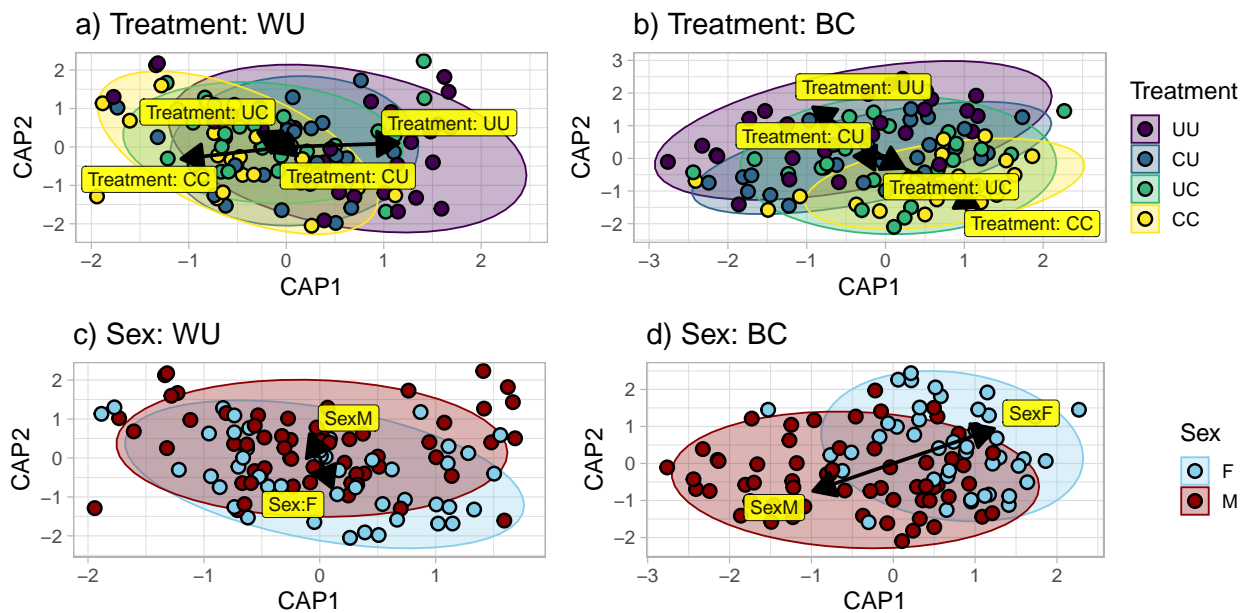 a) Treatment: WU
b) Treatment: BC
CAP2
2
1
0
−1
−2
Treatment: UC
Treatment: UU
Treatment: CC
Treatment: CU
−2
−1
0
1
2
CAP1
CAP2
3
2
1
0
−1
−2
Treatment: UU
Treatment: CU
Treatment: UC
Treatment: CC
−3
−2
−1
0
1
2
CAP1
Treatment
UU
CU
UC
CC
c) Sex: WU
d) Sex: BC
CAP2
2
1
0
−1
−2
SexM
Sex:F
−2
−1
0
1
CAP1
CAP2
2
1
0
−1
−2
SexF
SexM
−3
−2
−1
0
1
2
CAP1
Sex
F
M